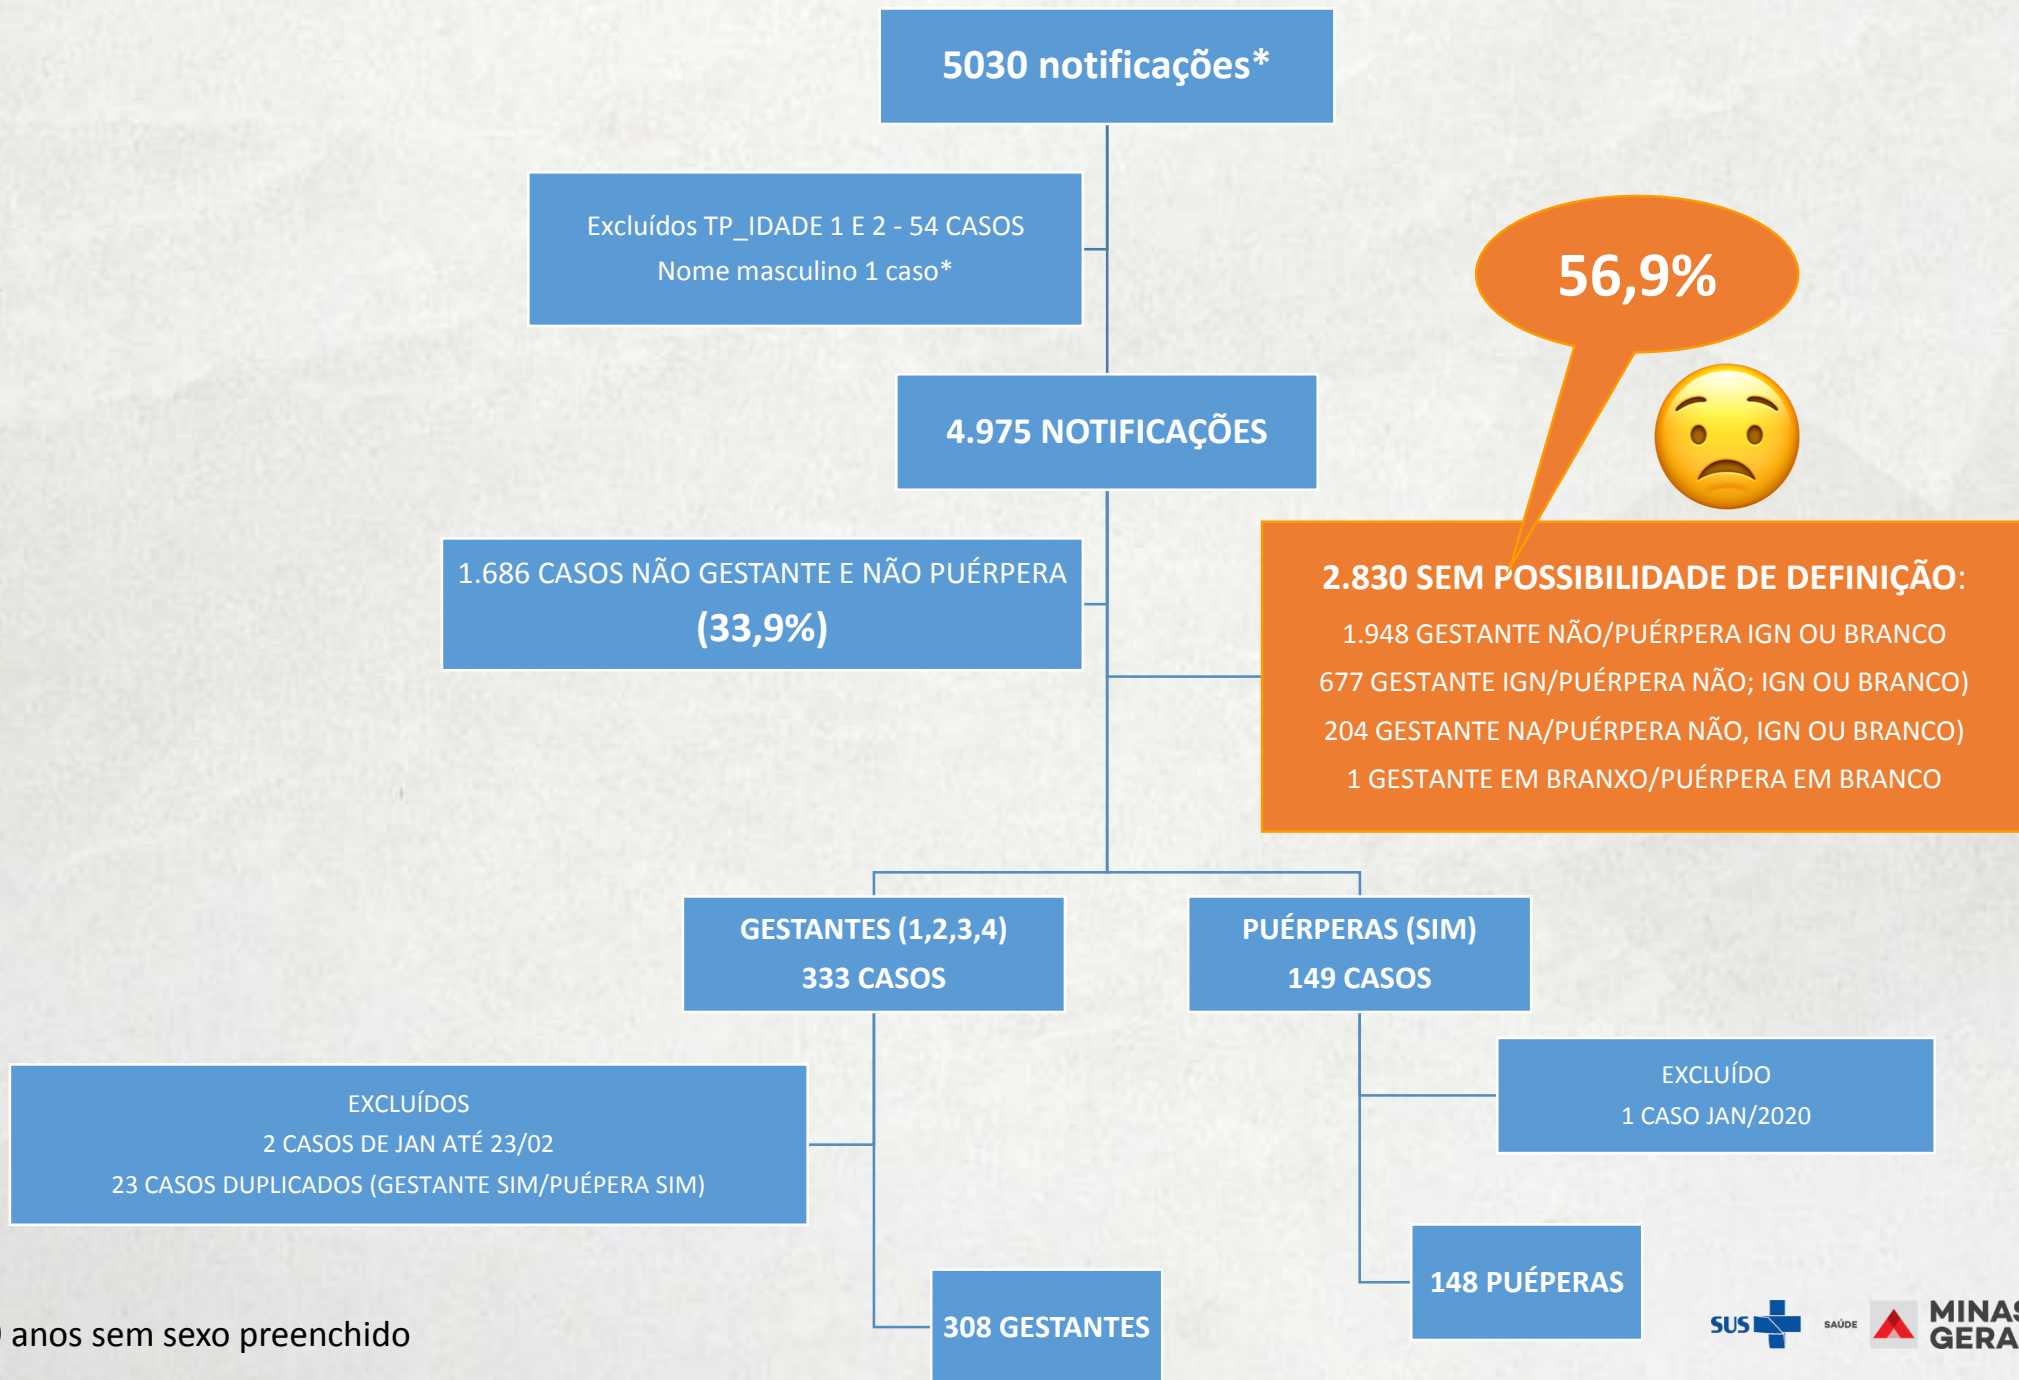 5030 notificações*
Excluídos TP_IDADE 1 E 2 - 54 CASOS
Nome masculino 1 caso*
56,9%
4.975 NOTIFICAÇÕES
1.686 CASOS NÃO GESTANTE E NÃO PUÉRPERA
(33,9%)
2.830 SEM POSSIBILIDADE DE DEFINIÇÃO:
1.948 GESTANTE NÃO/PUÉRPERA IGN OU BRANCO
677 GESTANTE IGN/PUÉRPERA NÃO; IGN OU BRANCO)
204 GESTANTE NA/PUÉRPERA NÃO, IGN OU BRANCO)
1 GESTANTE EM BRANXO/PUÉRPERA EM BRANCO
GESTANTES (1,2,3,4)
333 CASOS
PUÉRPERAS (SIM)
149 CASOS
EXCLUÍDOS
2 CASOS DE JAN ATÉ 23/02
23 CASOS DUPLICADOS (GESTANTE SIM/PUÉPERA SIM)
EXCLUÍDO
1 CASO JAN/2020
308 GESTANTES
148 PUÉPERAS
anos sem sexo preenchido
SUS
SAÚDE
MINAS
GERA